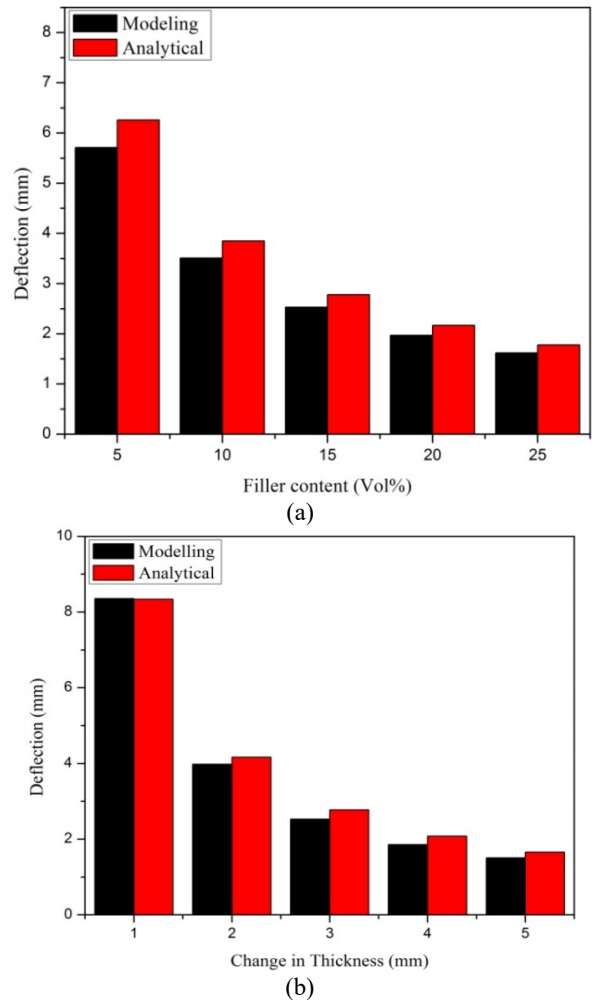 Modeling
Analytical
8
7
6
5
4
3
2
1
0
Deflection (mm)
5 10 15 20 25
Filler content (Vol%)
(a)
Modelling
Analytical
10
8
6
4
2
0
Deflection (mm)
1 2 3 4 5
Change in Thickness (mm)
(b)